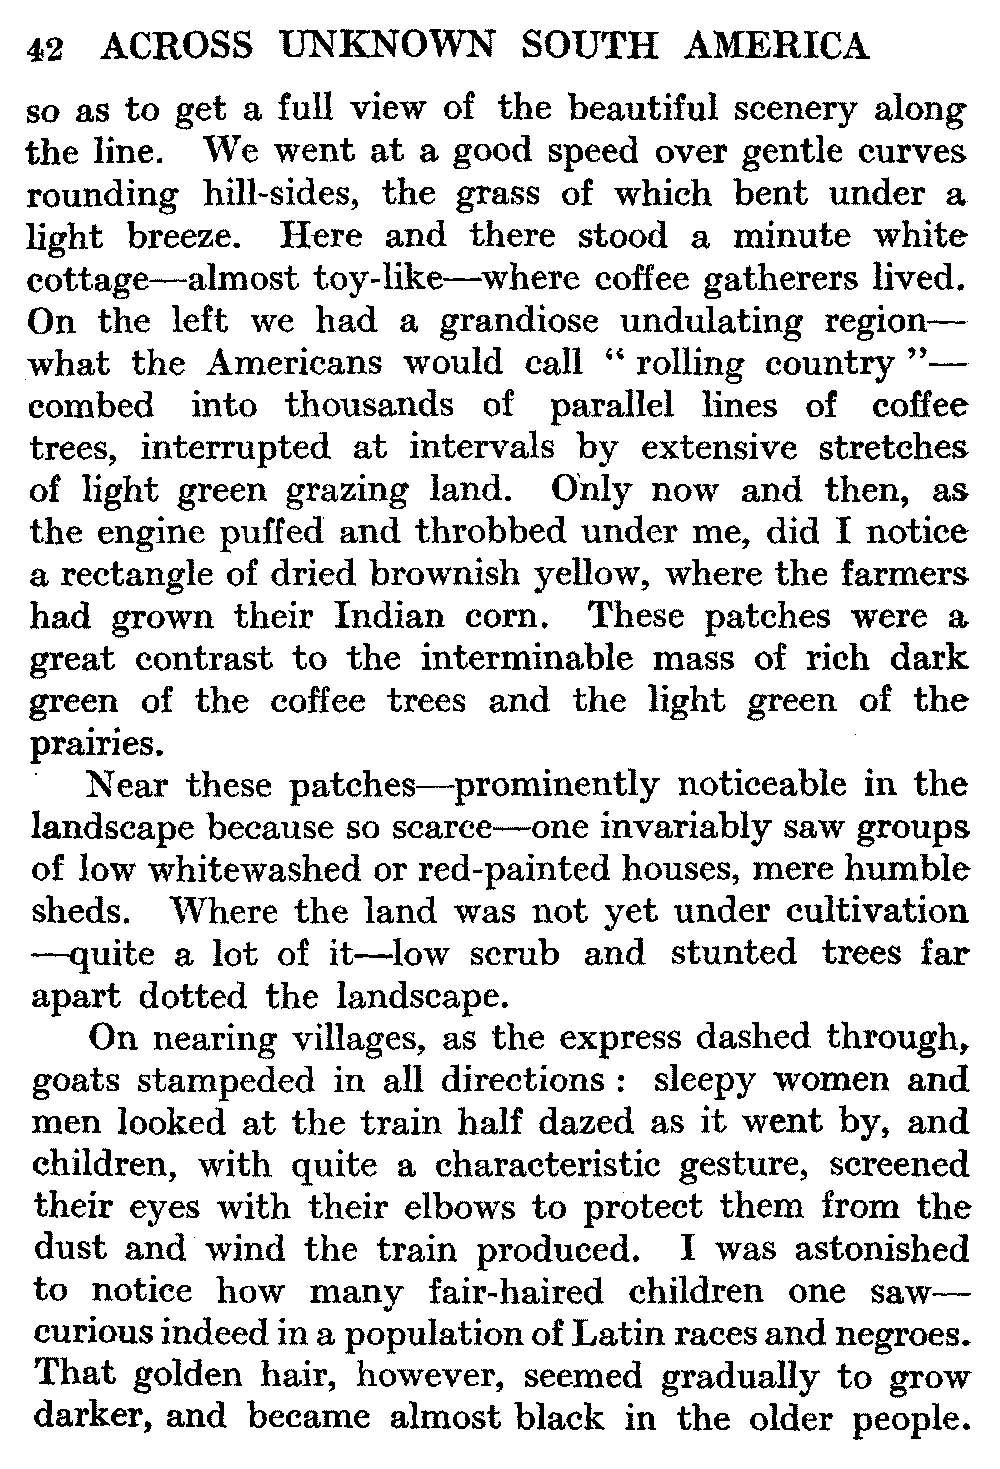 42 ACROSS UNKNOWN SOUTH AMERICA
so as to get a full view of the beautiful scenery along
the line. We went at a good speed over gentle curves
rounding hill-sides, the grass of which bent under a
light breeze. Here and there stood a minute white
cottage—almost toy-like—where coffee gatherers lived.
On the left we had a grandiose undulating region—
what the Americans would call “ rolling country ”—
combed into thousands of parallel lines of coffee
trees, interrupted at intervals by extensive stretches
of light green grazing land. Only now and then, as
the engine puffed and throbbed under me, did I notice
a rectangle of dried brownish yellow, where the farmers
had grown their Indian corn. These patches were a
great contrast to the interminable mass of rich dark
green of the coffee trees and the light green of the
prairies.
Near these patches—prominently noticeable in the
landscape because so scarce—one invariably saw groups
of low whitewashed or red-painted houses, mere humble
sheds. Where the land was not yet under cultivation
—quite a lot of it—low scrub and stunted trees far
apart dotted the landscape.
On nearing villages, as the express dashed through,
goats stampeded in all directions : sleepy women and
men looked at the train half dazed as it went by, and
children, with quite a characteristic gesture, screened
their eyes with their elbows to protect them from the
dust and wind the train produced. I was astonished
to notice how many fair-haired children one saw—
curious indeed in a population of Latin races and negroes.
That golden hair, however, seemed gradually to grow
darker, and became almost black in the older people.